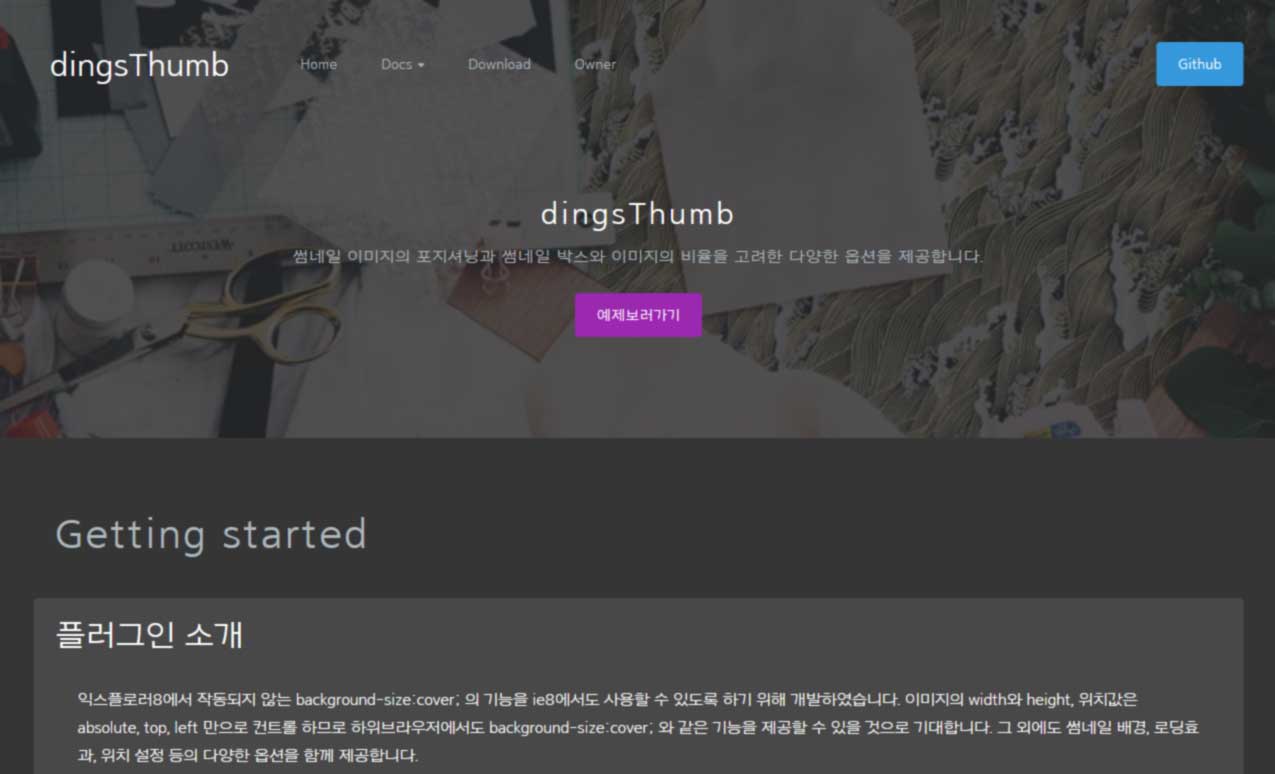 dingsThumb
Home
Docs
Download
Owner
Github
WESTCOTT
dingsThumb
썸네일 이미지의 포지셔닝과 썸네일 박스와 이미지의 비율을 고려한 다양한 옵션을 제공합니다.
예제보러가기
Getting started
플러그인 소개
익스플로러8에서 작동되지 않는 background-size:cover; 의 기능을 ie8에서도 사용할 수 있도록 하기 위해 개발하였습니다. 이미지의 width와 height, 위치값은
absolute, top, left 만으로 컨트롤 하므로 하위브라우저에서도 background-size:cover; 와 같은 기능을 제공할 수 있을 것으로 기대합니다. 그 외에도 썸네일 배경, 로딩효
과, 위치 설정 등의 다양한 옵션을 함께 제공합니다.